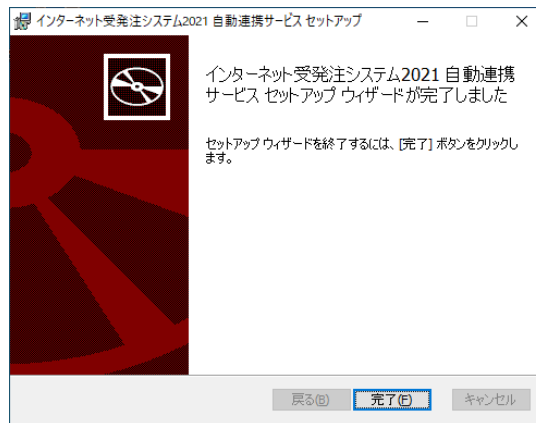 インターネット受発注システム2021 自動連携サービス セットアップ
インターネット受発注システム2021 自動連携
サービス セットアップ ウィザードが完了しました
セットアップ ウィザードを終了するには、[完了] ボタンをクリックし
ます。
戻る(B)
完了(F)
キャンセル